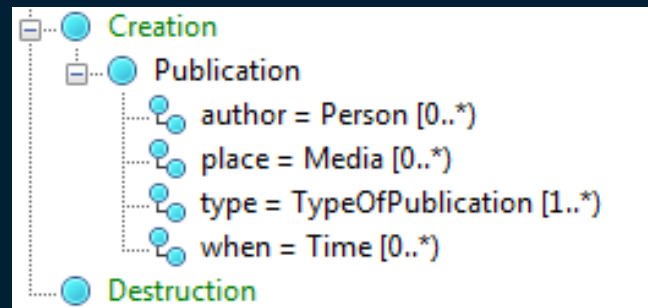 Creation
Publication
author = Person [0..*)
place = Media [0..*)
type = TypeOfPublication [1..*)
when = Time [0..*)
Destruction